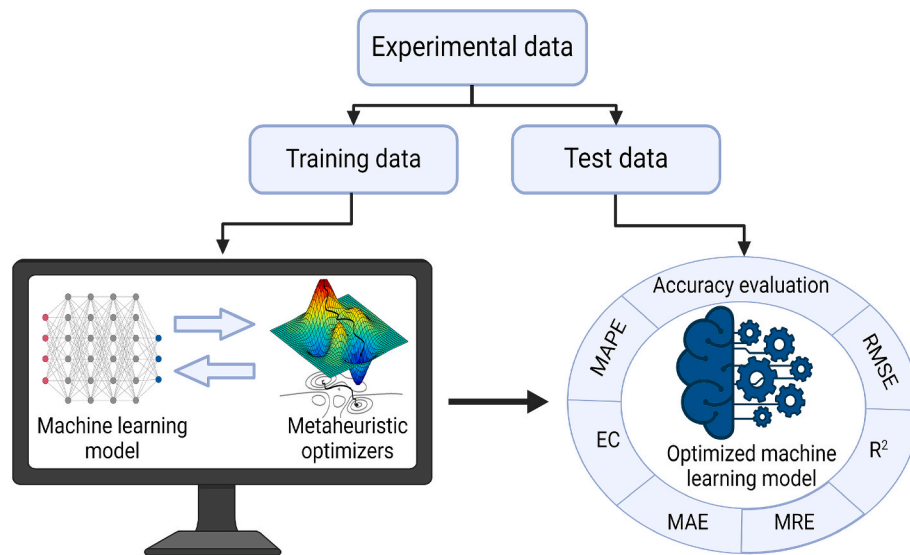 Experimental data
Training data
Test data
Machine learning
model
Metaheuristic
optimizers
Accuracy evaluation
MAPE
RMSE
EC
R²
MAE
MRE
Optimized machine
learning model